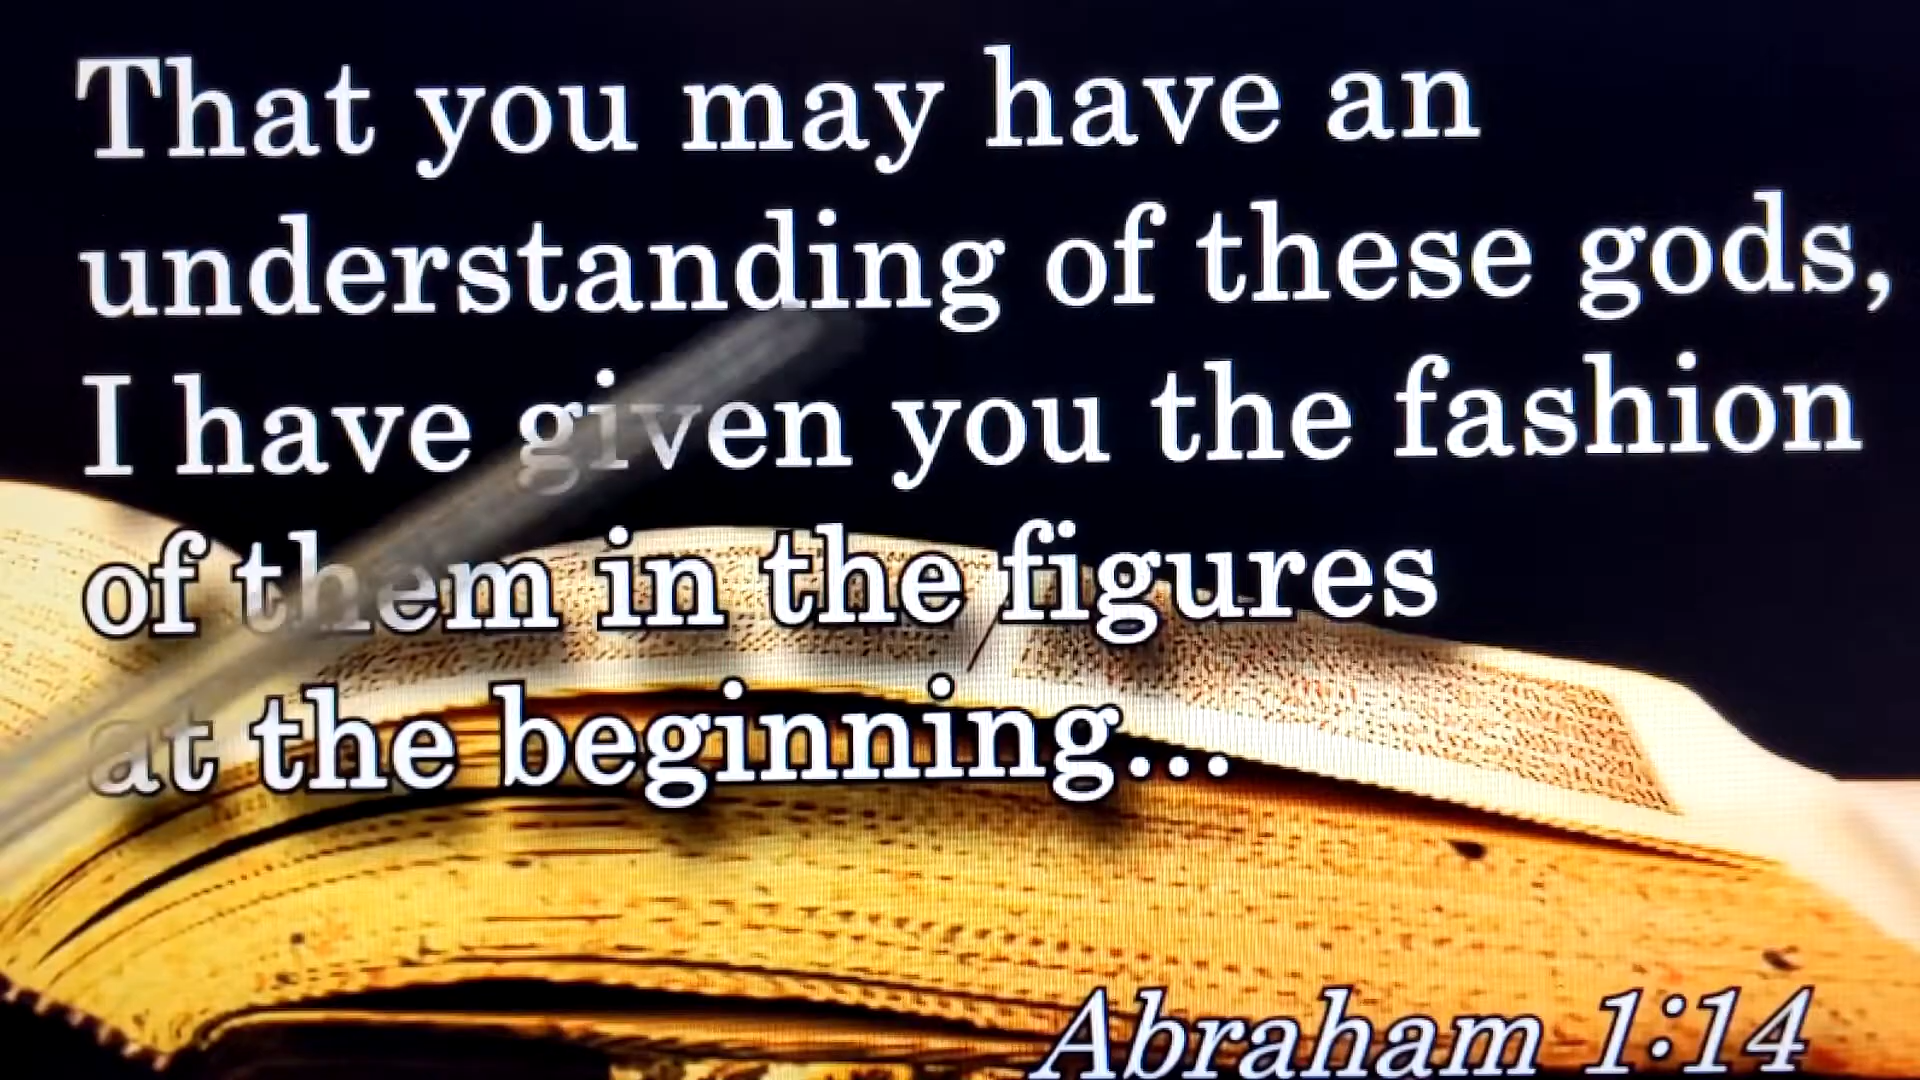 That you may have an
understanding of these gods,
I have given you the fashion
of them in the figures
at the beginning...
Abraham 1:14